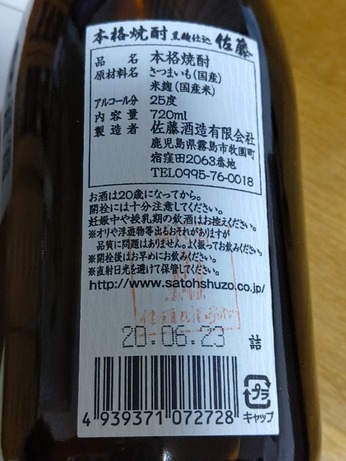 本格焼酎 黒麹仕込 佐藤
品名 本格焼酎
原材料名 さつまいも(国産)
米麹(国産米)
アルコール分 25度
内容量 720ml
製造者 佐藤酒造有限会社
鹿児島県霧島市牧園町
宿窪田2063番地
TEL0995-76-0018
お酒は20歳になってから。
開栓には十分注意してください。
妊娠中や授乳期の飲酒はお控えください。
※オリや浮遊物等出るおそれがありますが
品質に問題はありません。よく振ってお飲みください。
※開栓後はお早めにお飲みください。
※直射日光を避けて保管してください。
http://www.satohshuzo.co.jp/
20.06.23 詰
4 939371 072728
プラ
キャップ